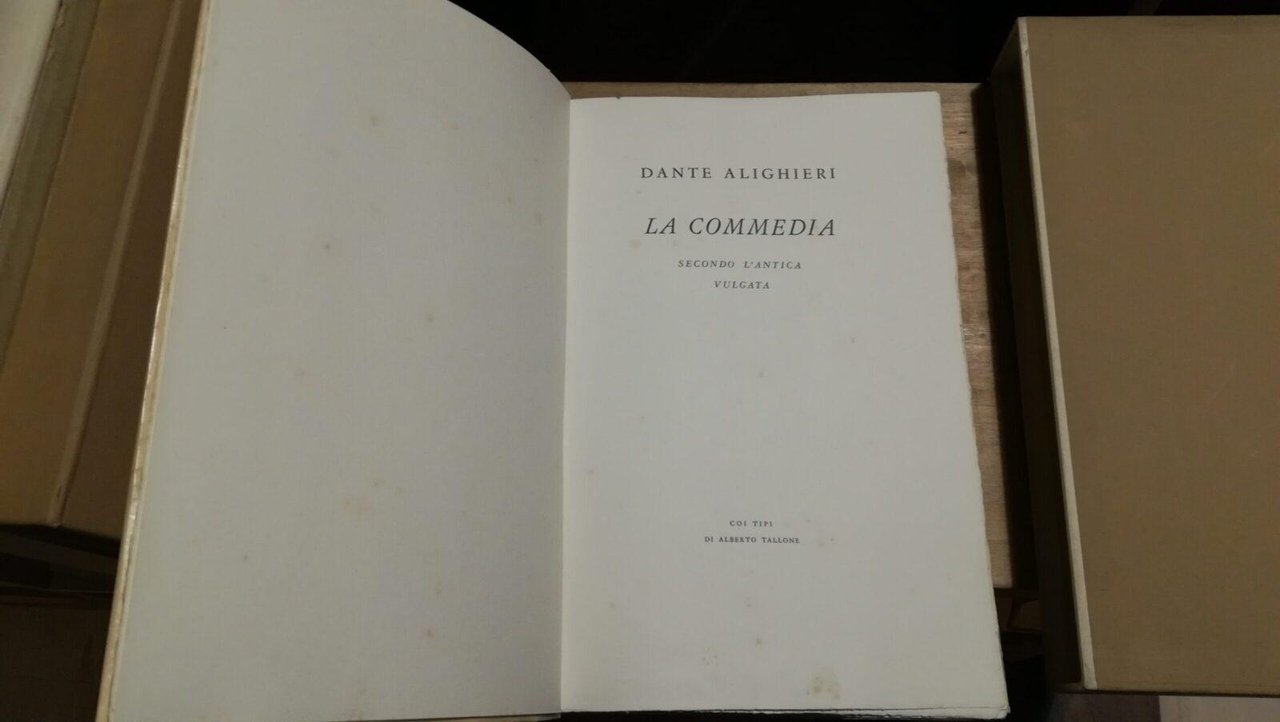 DANTE ALIGHIERI
LA COMMEDIA
SECONDO L'ANTICA
VULGATA
COI TIPI
DI ALBERTO TALLONE